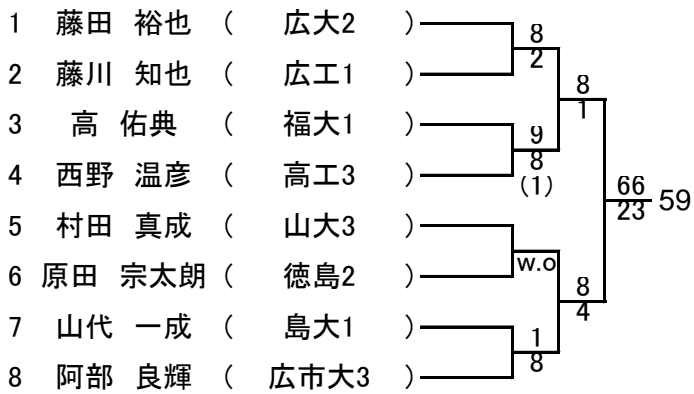 1 藤田 裕也 ( 広大2 )
2 藤川 知也 ( 広工1 )
3 高 佑典 ( 福大1 )
4 西野 温彦 ( 高工3 )
5 村田 真成 ( 山大3 )
6 原田 宗太朗 ( 徳島2 )
7 山代 一成 ( 島大1 )
8 阿部 良輝 ( 広市大3 )
8
2
9
8
(1)
w.o
1
8
8
1
8
4
66
23
59